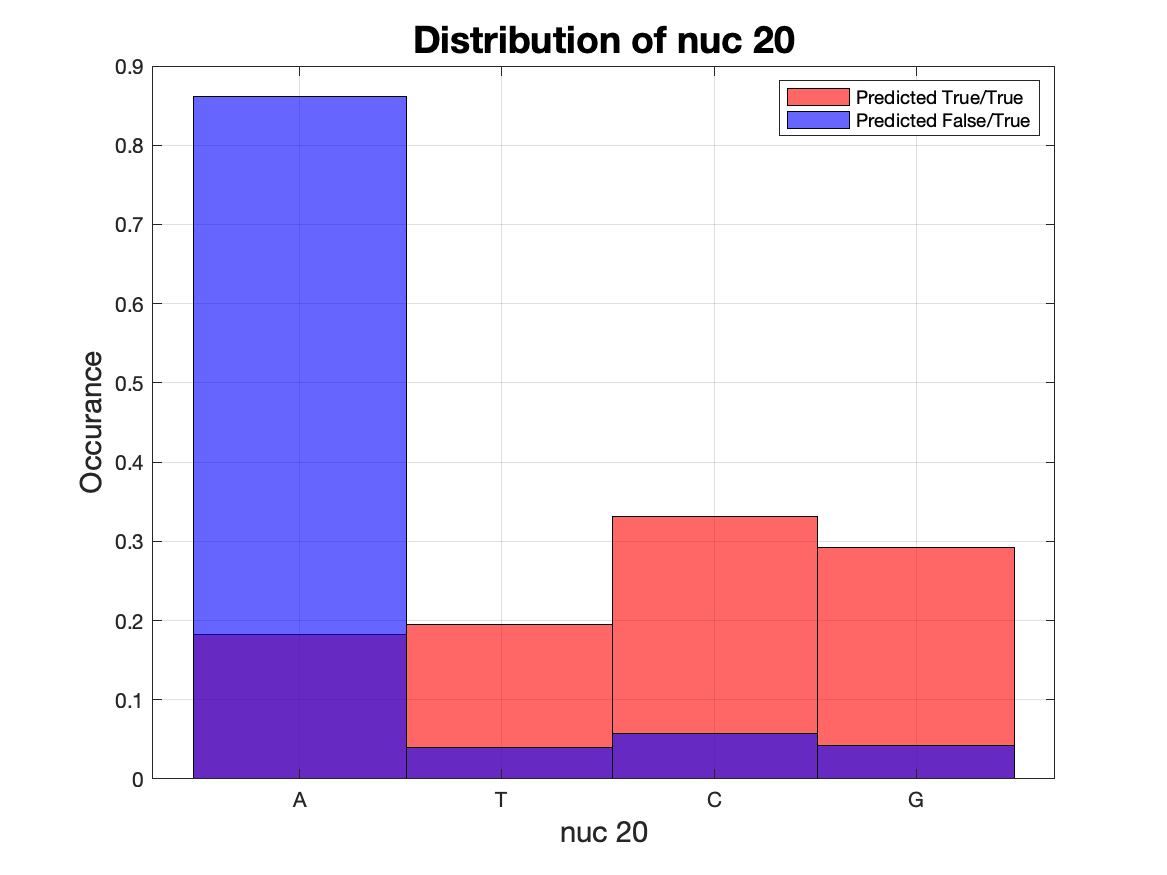 Distribution of nuc 20
Predicted True/True
Predicted False/True
Occurance
0.9
0.8
0.7
0.6
0.5
0.4
0.3
0.2
0.1
0
A T C G
nuc 20